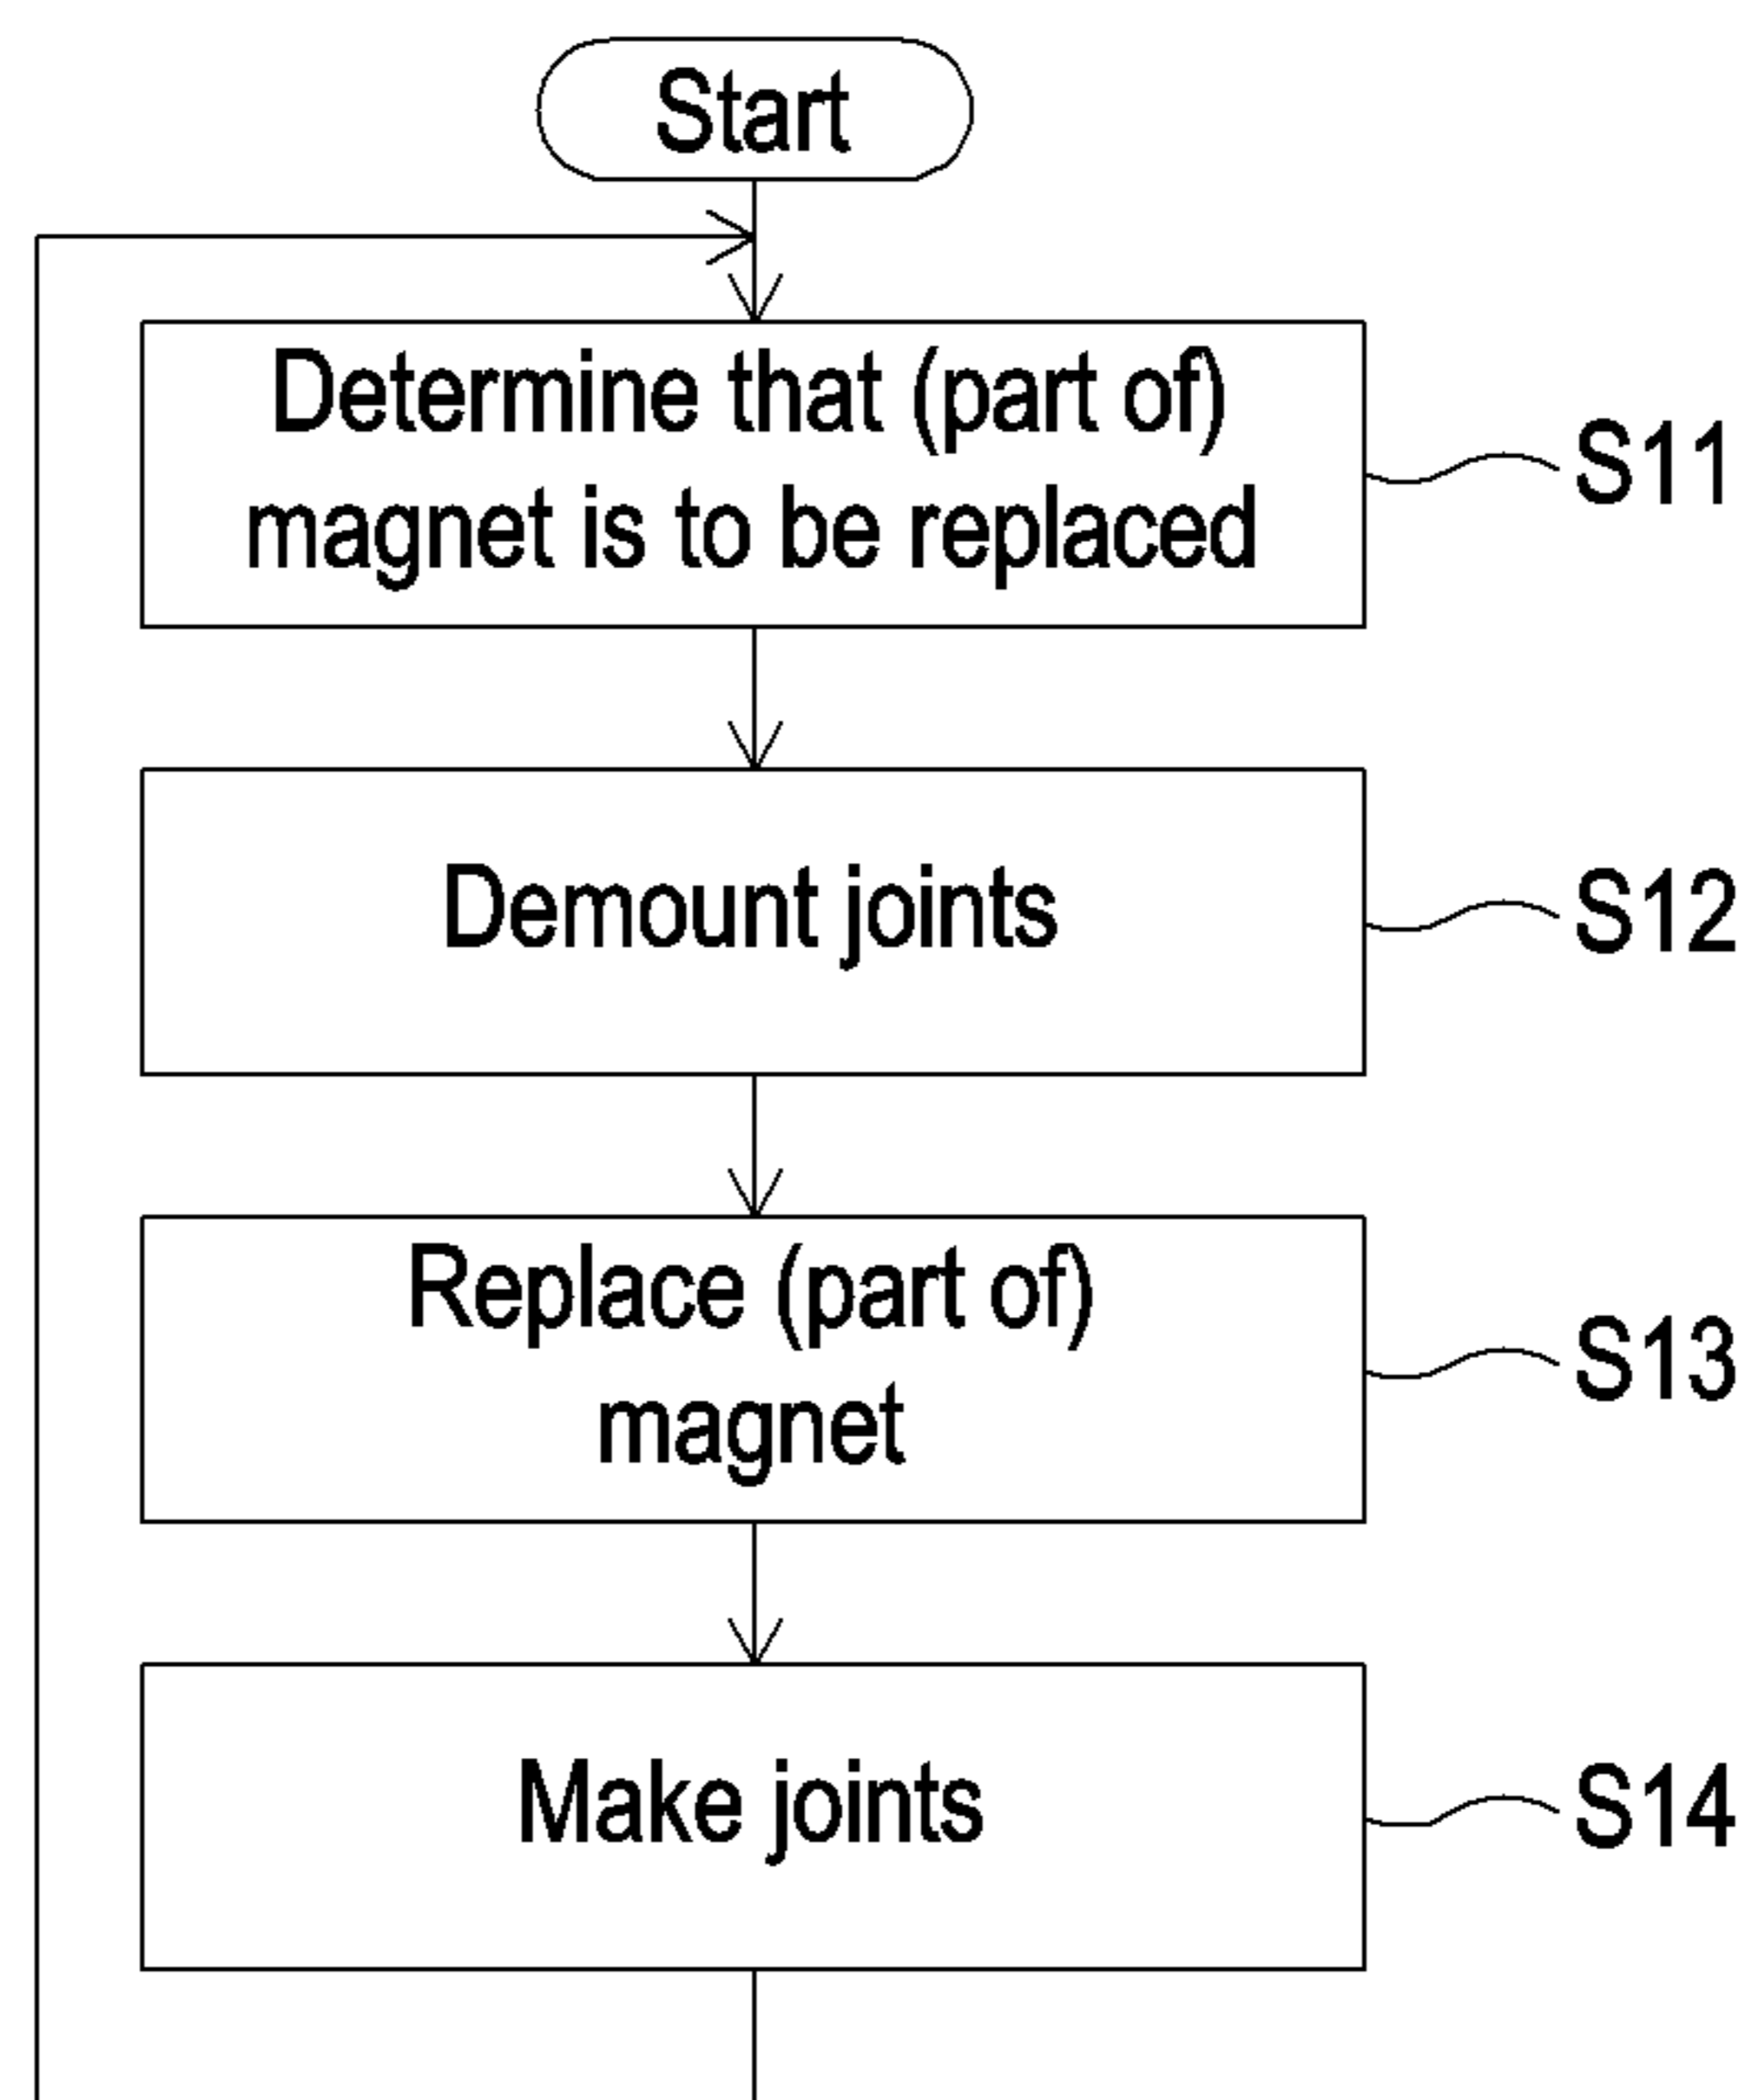 Start
Determine that (part of)
magnet is to be replaced
S11
Demount joints
S12
Replace (part of)
magnet
S13
Make joints
S14